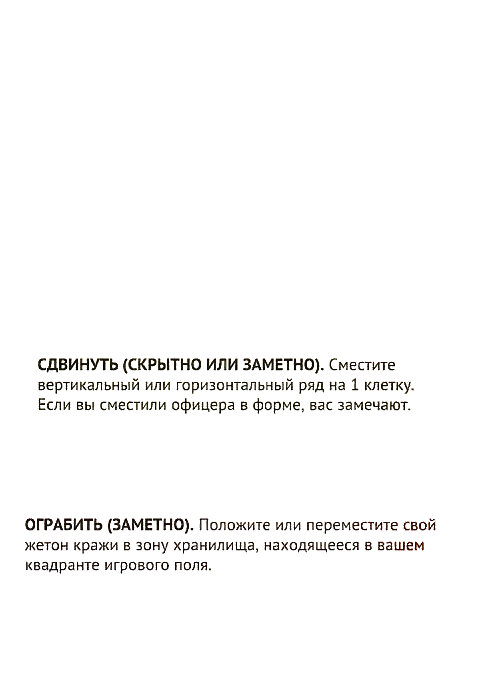 СДВИНУТЬ (СКРЫТНО ИЛИ ЗАМЕТНО). Сместите
вертикальный или горизонтальный ряд на 1 клетку.
Если вы сместили офицера в форме, вас замечают.
ОГРАБИТЬ (ЗАМЕТНО). Положите или переместите свой
жетон кражи в зону хранилища, находящееся в вашем
квадранте игрового поля.